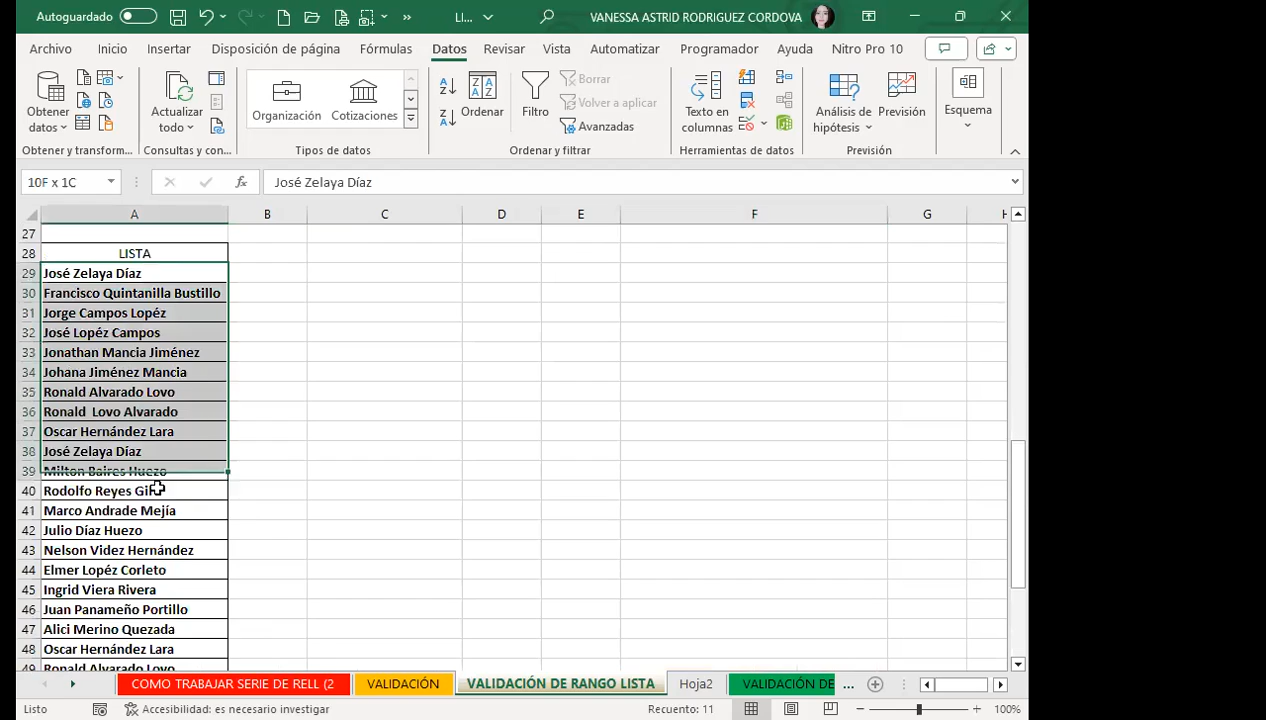 Autoguardado LI... VANESSA ASTRID RODRIGUEZ CORDOVA
Archivo Inicio Insertar Disposición de página Fórmulas Datos Revisar Vista Automatizar Programador Ayuda Nitro Pro 10
Obtener datos
Actualizar todo
Organización Cotizaciones
Ordenar
Filtro
Borrar
Volver a aplicar
Avanzadas
Texto en columnas
Análisis de hipótesis
Previsión
Esquema
Obtener y transform... Consultas y con... Tipos de datos Ordenar y filtrar Herramientas de datos Previsión
10F x 1C José Zelaya Díaz
A B C D E F G H
27
28 LISTA
29 José Zelaya Díaz
30 Francisco Quintanilla Bustillo
31 Jorge Campos Lopéz
32 José Lopéz Campos
33 Jonathan Mancia Jiménez
34 Johana Jiménez Mancia
35 Ronald Alvarado Lovo
36 Ronald Lovo Alvarado
37 Oscar Hernández Lara
38 José Zelaya Díaz
39 Milton Baires Huezo
40 Rodolfo Reyes
41 Marco Andrade Mejía
42 Julio Díaz Huezo
43 Nelson Videz Hernández
44 Elmer Lopéz Corleto
45 Ingrid Viera Rivera
46 Juan Panameño Portillo
47 Alici Merino Quezada
48 Oscar Hernández Lara
49 Ronald Alvarado Lovo
COMO TRABAJAR SERIE DE RELL (2 VALIDACIÓN VALIDACIÓN DE RANGO LISTA Hoja2 VALIDACIÓN DE ...
Listo Accesibilidad: es necesario investigar Recuento: 11 100%